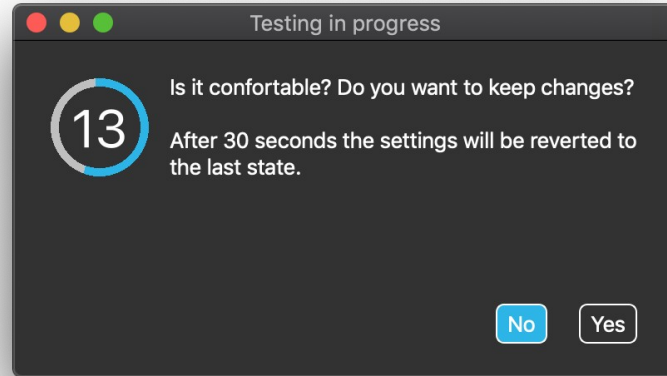 Testing in progress
13
Is it confortable? Do you want to keep changes?
After 30 seconds the settings will be reverted to
the last state.
No
Yes